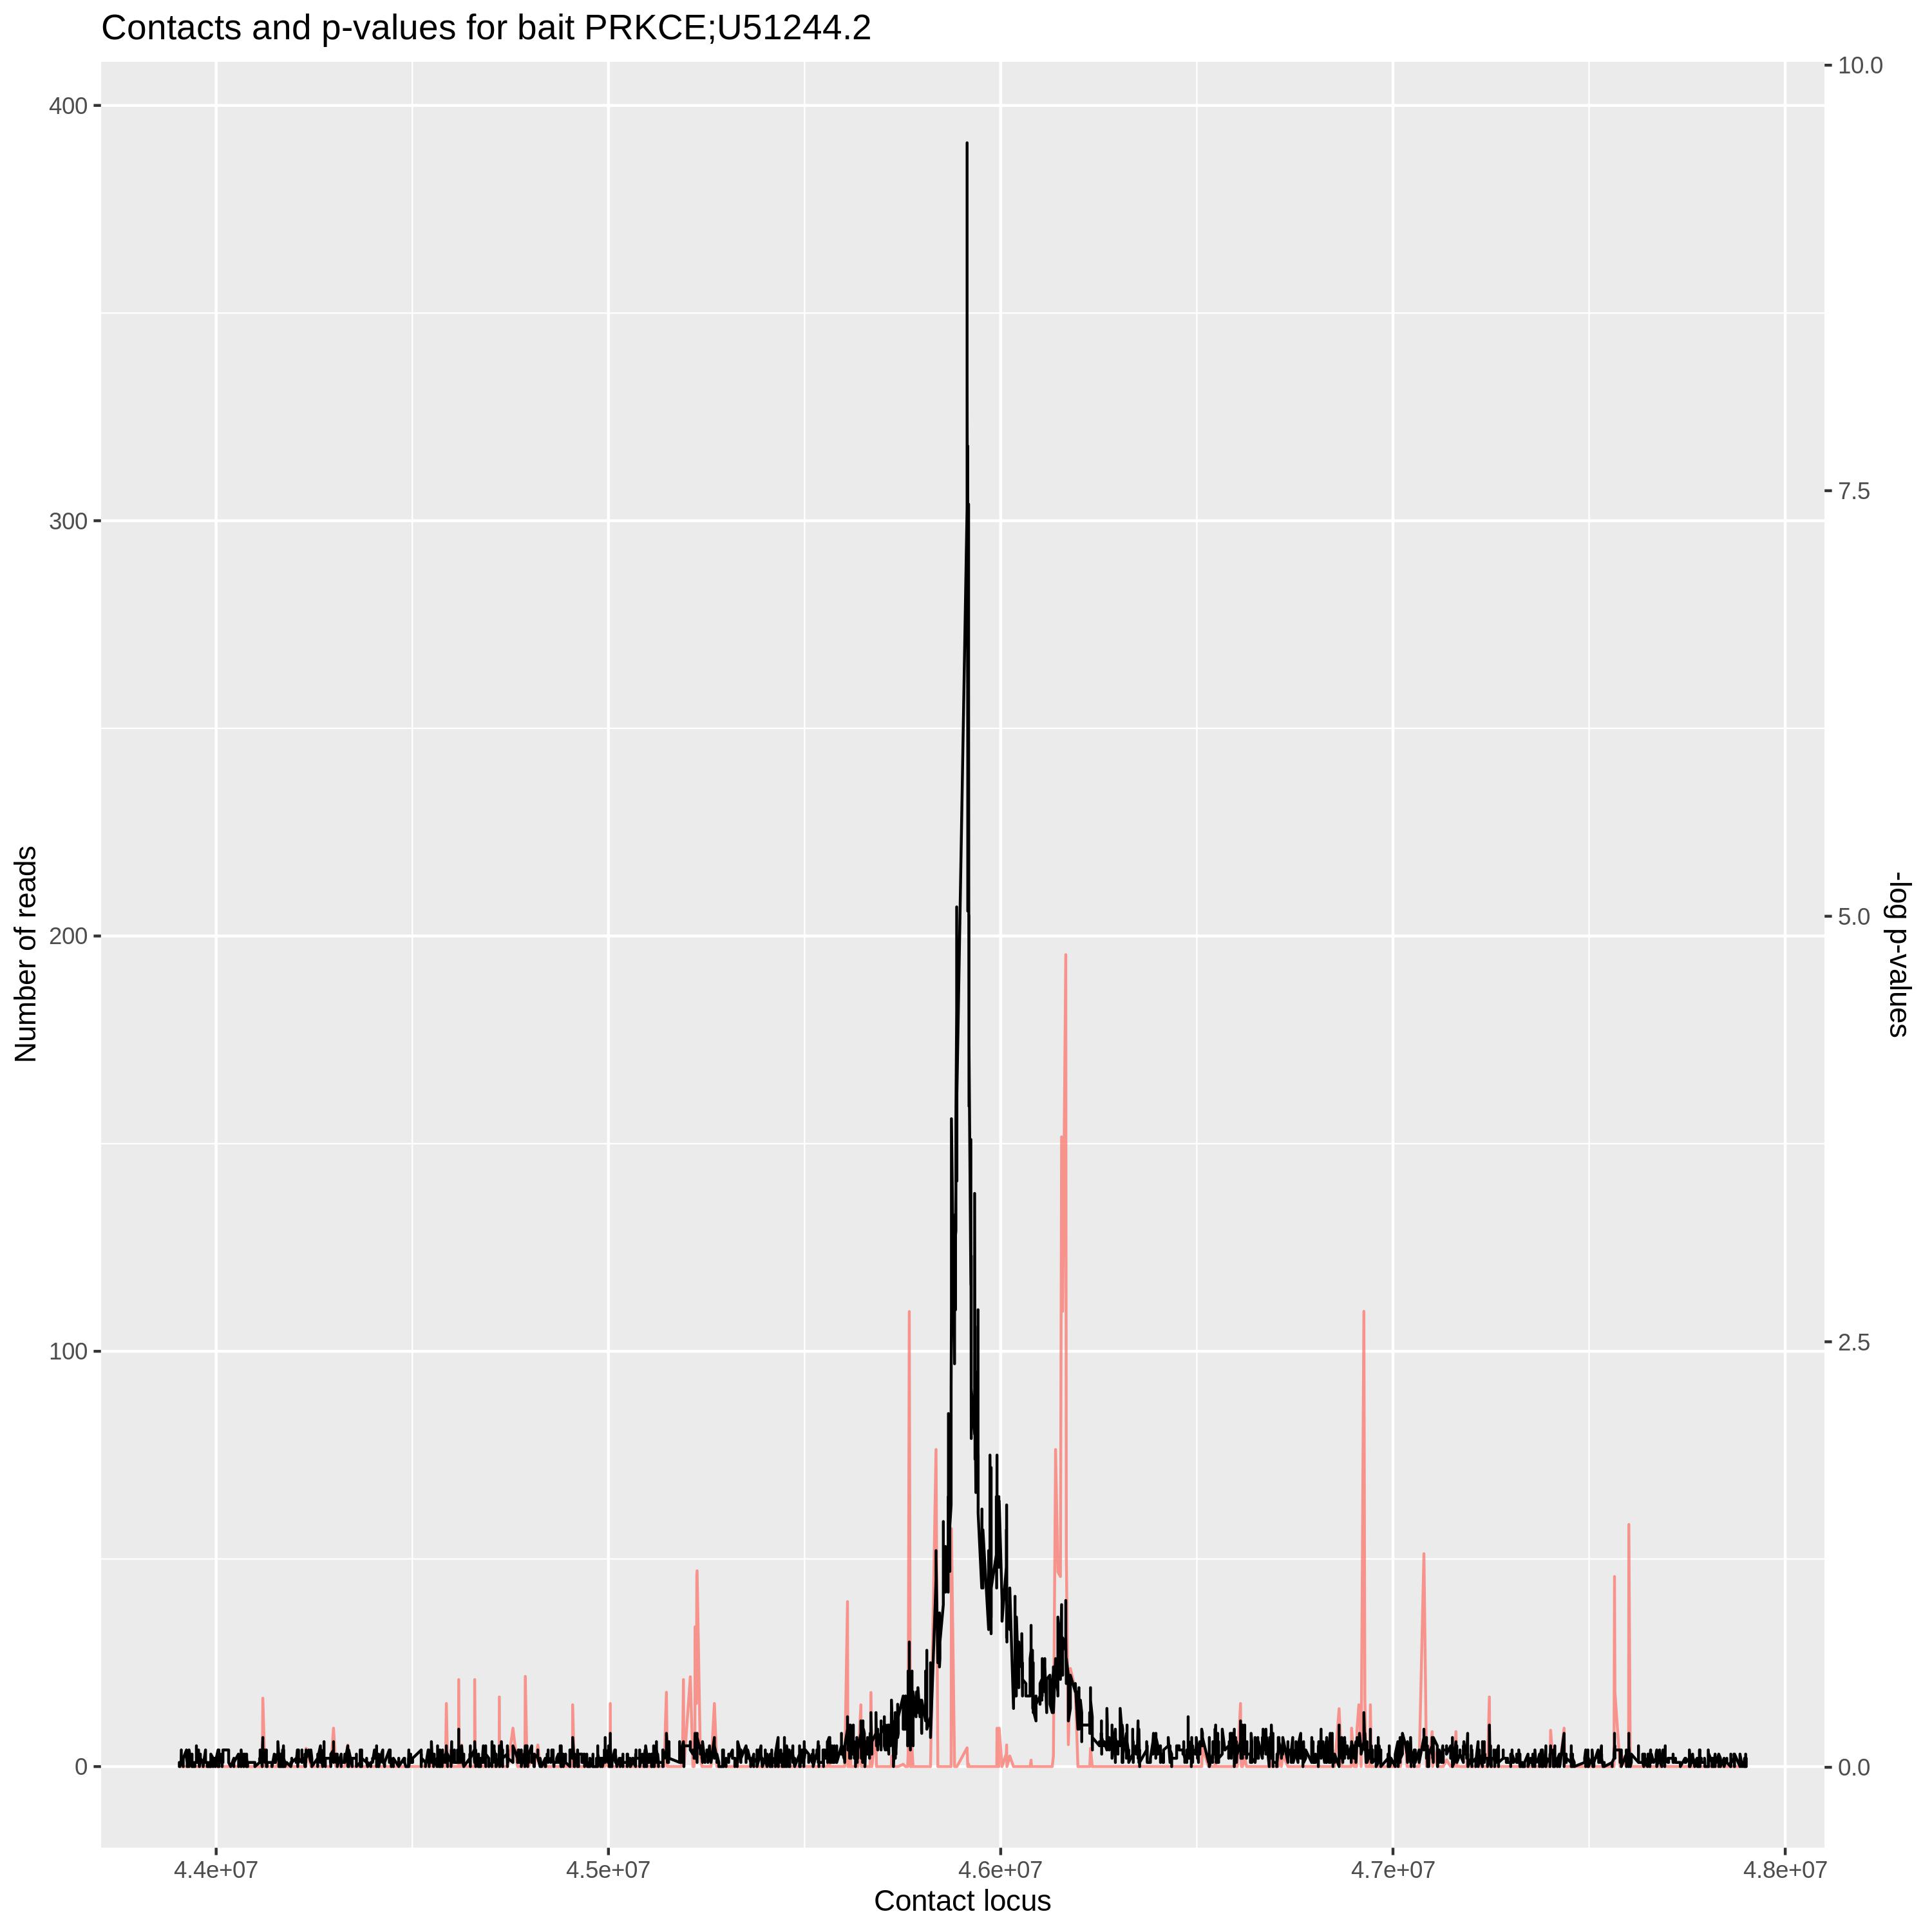 Contacts and p-values for bait PRKCE;U51244.2
400
300
200
100
0
Number of reads
10.0
7.5
5.0
2.5
0.0
-log p-values
4.4e+07
4.5e+07
4.6e+07
4.7e+07
4.8e+07
Contact locus